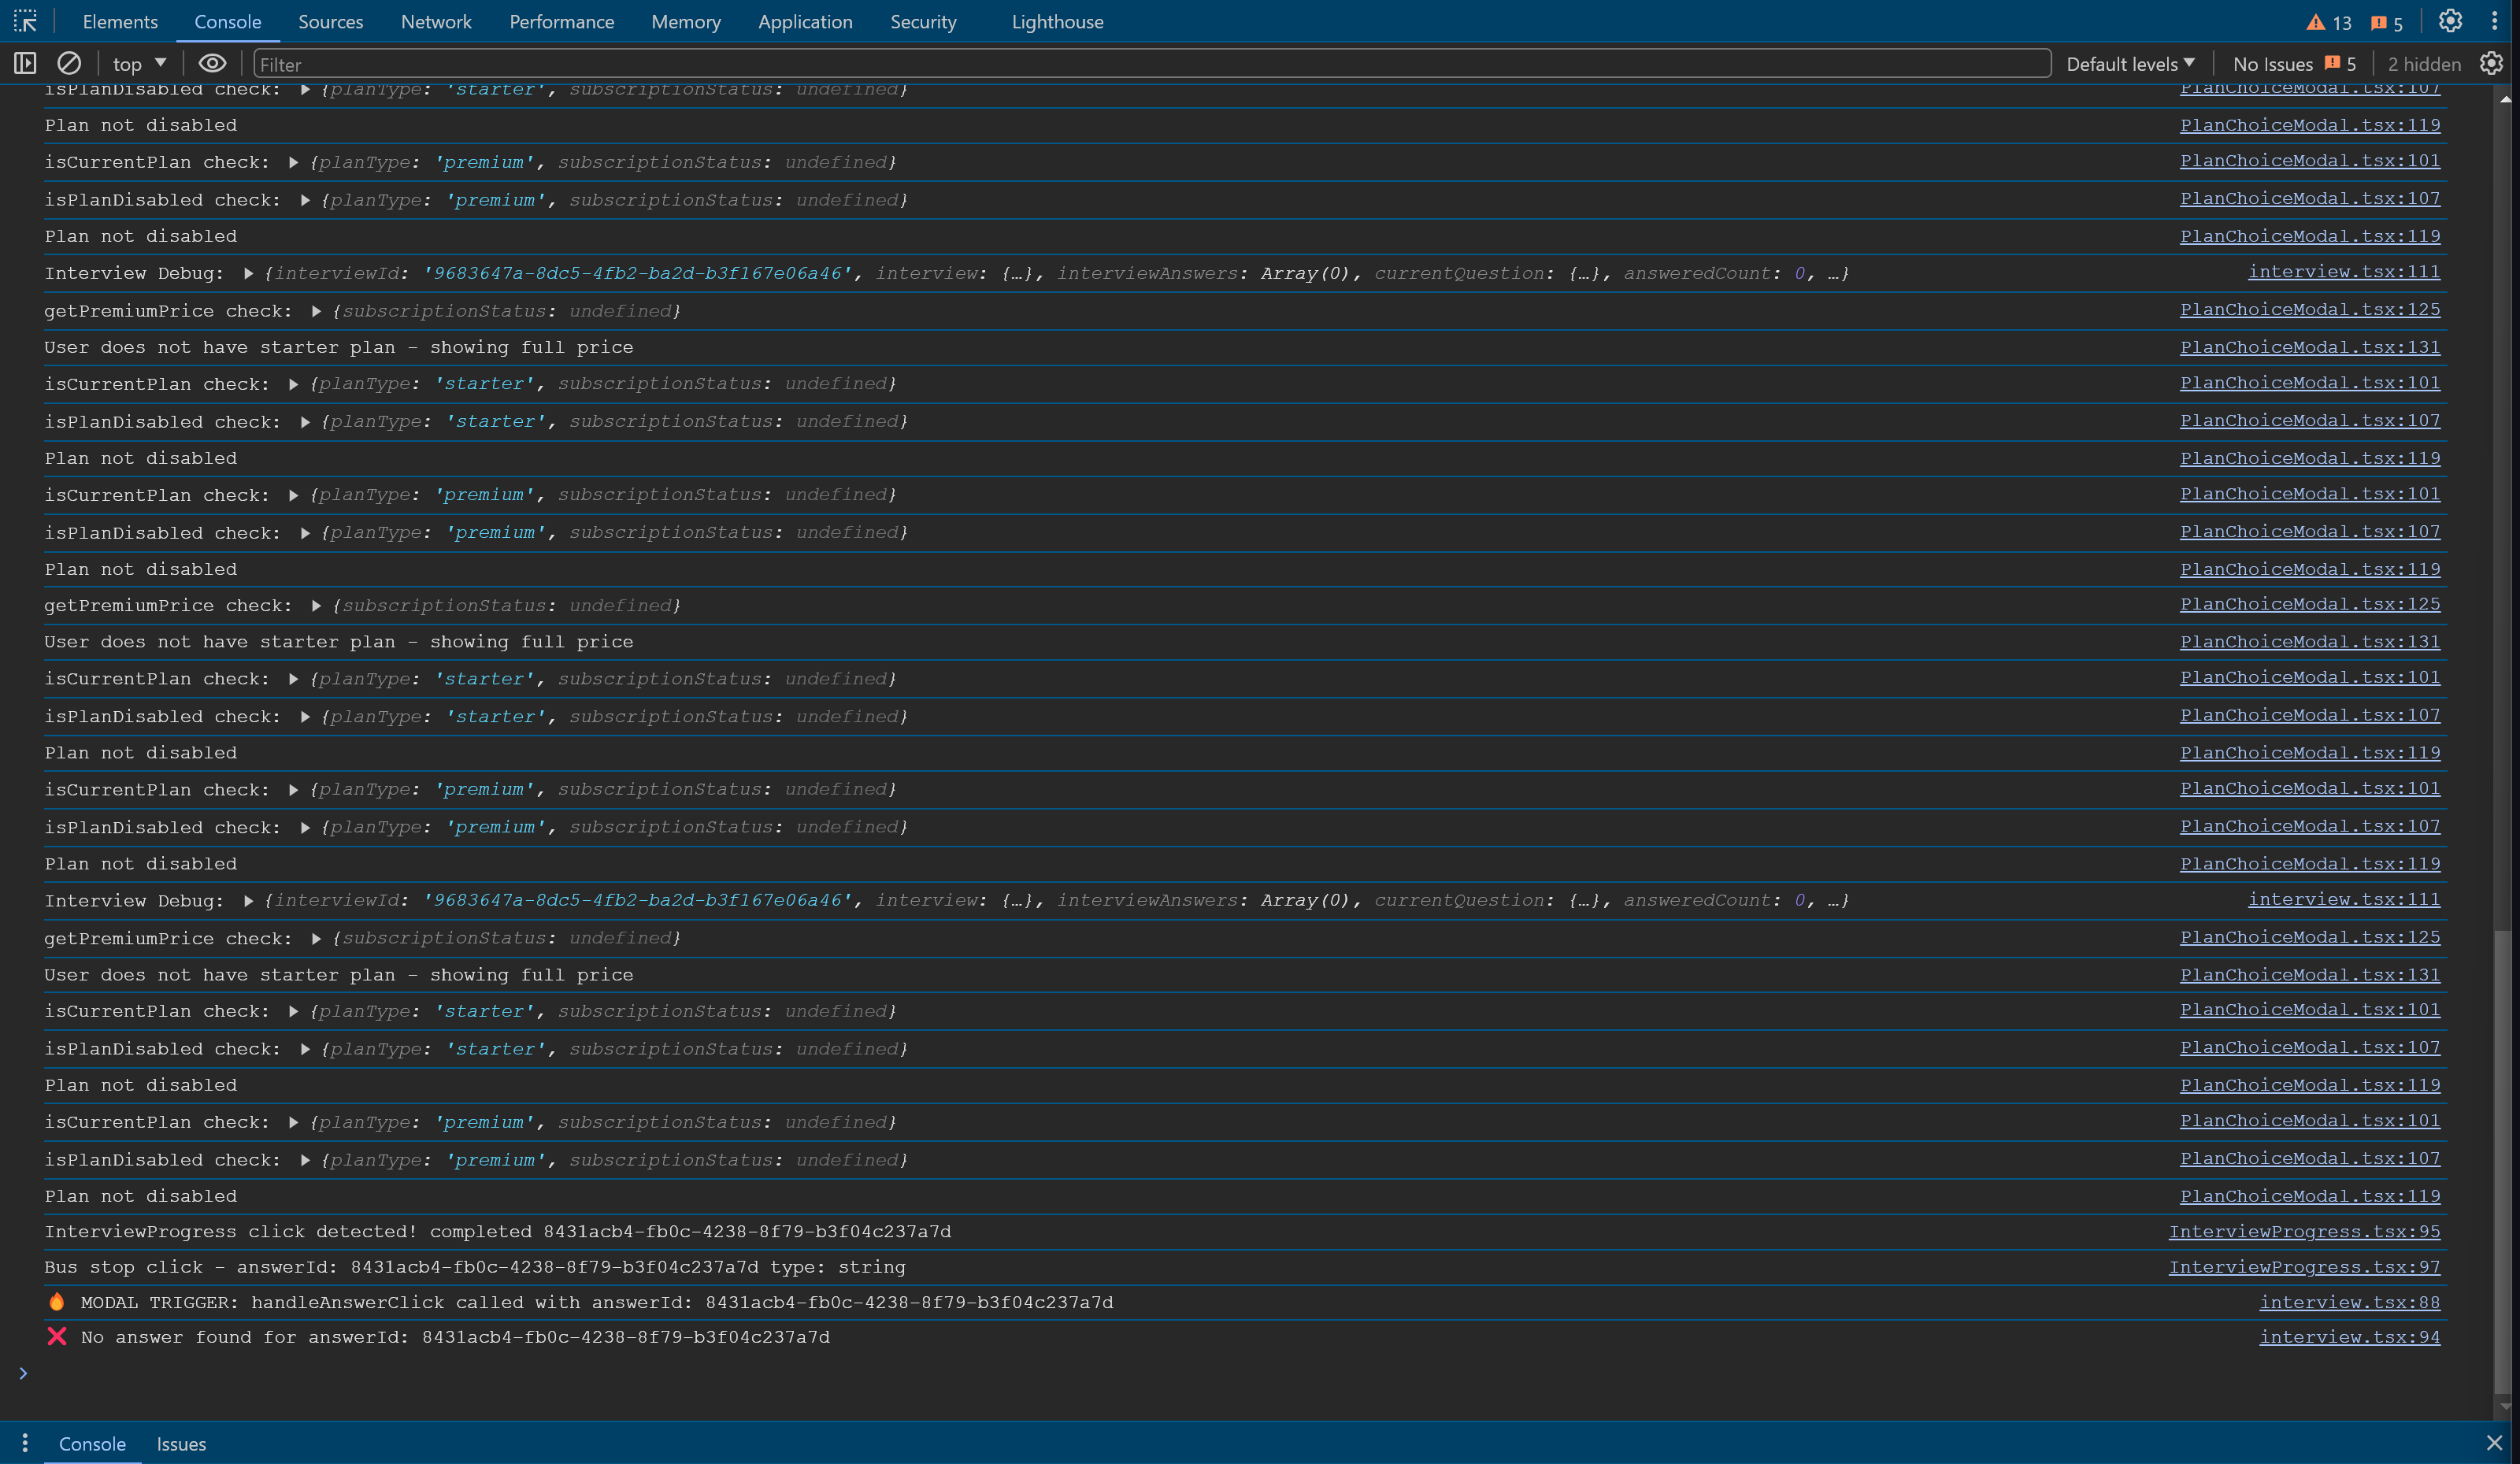 Elements Console Sources Network Performance Memory Application Security Lighthouse 13 5
top Filter Default levels No Issues 5 2 hidden
isPlanDisabled check: {planType: 'starter', subscriptionStatus: undefined} PlanChoiceModal.tsx:107
Plan not disabled PlanChoiceModal.tsx:119
isCurrentPlan check: {planType: 'premium', subscriptionStatus: undefined} PlanChoiceModal.tsx:101
isPlanDisabled check: {planType: 'premium', subscriptionStatus: undefined} PlanChoiceModal.tsx:107
Plan not disabled PlanChoiceModal.tsx:119
Interview Debug: {interviewId: '9683647a-8dc5-4fb2-ba2d-b3f167e06a46', interview: {…}, interviewAnswers: Array(0), currentQuestion: {…}, answeredCount: 0, …} interview.tsx:111
getPremiumPrice check: {subscriptionStatus: undefined} PlanChoiceModal.tsx:125
User does not have starter plan - showing full price PlanChoiceModal.tsx:131
isCurrentPlan check: {planType: 'starter', subscriptionStatus: undefined} PlanChoiceModal.tsx:101
isPlanDisabled check: {planType: 'starter', subscriptionStatus: undefined} PlanChoiceModal.tsx:107
Plan not disabled PlanChoiceModal.tsx:119
isCurrentPlan check: {planType: 'premium', subscriptionStatus: undefined} PlanChoiceModal.tsx:101
isPlanDisabled check: {planType: 'premium', subscriptionStatus: undefined} PlanChoiceModal.tsx:107
Plan not disabled PlanChoiceModal.tsx:119
getPremiumPrice check: {subscriptionStatus: undefined} PlanChoiceModal.tsx:125
User does not have starter plan - showing full price PlanChoiceModal.tsx:131
isCurrentPlan check: {planType: 'starter', subscriptionStatus: undefined} PlanChoiceModal.tsx:101
isPlanDisabled check: {planType: 'starter', subscriptionStatus: undefined} PlanChoiceModal.tsx:107
Plan not disabled PlanChoiceModal.tsx:119
isCurrentPlan check: {planType: 'premium', subscriptionStatus: undefined} PlanChoiceModal.tsx:101
isPlanDisabled check: {planType: 'premium', subscriptionStatus: undefined} PlanChoiceModal.tsx:107
Plan not disabled PlanChoiceModal.tsx:119
Interview Debug: {interviewId: '9683647a-8dc5-4fb2-ba2d-b3f167e06a46', interview: {…}, interviewAnswers: Array(0), currentQuestion: {…}, answeredCount: 0, …} interview.tsx:111
getPremiumPrice check: {subscriptionStatus: undefined} PlanChoiceModal.tsx:125
User does not have starter plan - showing full price PlanChoiceModal.tsx:131
isCurrentPlan check: {planType: 'starter', subscriptionStatus: undefined} PlanChoiceModal.tsx:101
isPlanDisabled check: {planType: 'starter', subscriptionStatus: undefined} PlanChoiceModal.tsx:107
Plan not disabled PlanChoiceModal.tsx:119
isCurrentPlan check: {planType: 'premium', subscriptionStatus: undefined} PlanChoiceModal.tsx:101
isPlanDisabled check: {planType: 'premium', subscriptionStatus: undefined} PlanChoiceModal.tsx:107
Plan not disabled PlanChoiceModal.tsx:119
InterviewProgress click detected! completed 8431acb4-fb0c-4238-8f79-b3f04c237a7d InterviewProgress.tsx:95
Bus stop click - answerId: 8431acb4-fb0c-4238-8f79-b3f04c237a7d type: string InterviewProgress.tsx:97
🔥 MODAL TRIGGER: handleAnswerClick called with answerId: 8431acb4-fb0c-4238-8f79-b3f04c237a7d interview.tsx:88
❌ No answer found for answerId: 8431acb4-fb0c-4238-8f79-b3f04c237a7d interview.tsx:94
Console Issues